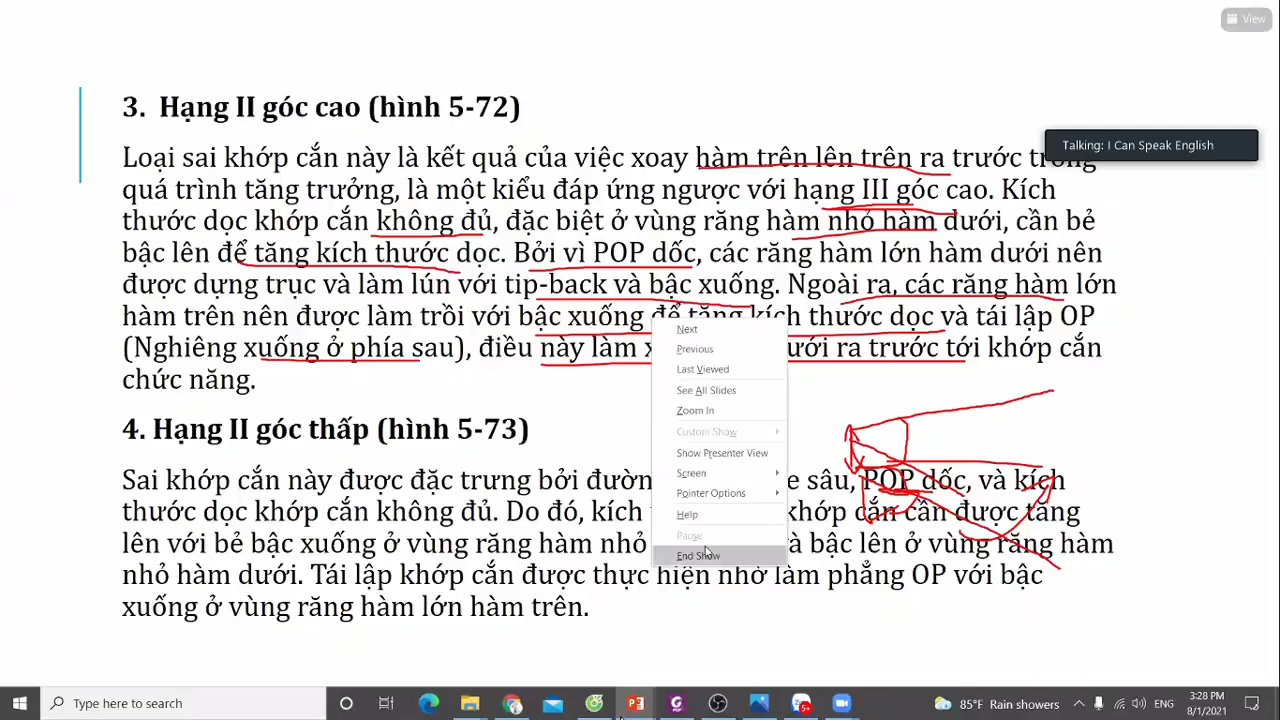 View
3. Hạng II góc cao (hình 5-72)
Talking: I Can Speak English
Loại sai khớp cắn này là kết quả của việc xoay hàm trên lên trên ra trước trong
quá trình tăng trưởng, là một kiểu đáp ứng ngược với hạng III góc cao. Kích
thước dọc khớp cắn không đủ, đặc biệt ở vùng răng hàm nhỏ hàm dưới, cần bẻ
bậc lên để tăng kích thước dọc. Bởi vì POP dốc, các răng hàm lớn hàm dưới nên
được dựng trục và làm lún với tip-back và bậc xuống. Ngoài ra, các răng hàm lớn
hàm trên nên được làm trồi với bậc xuống để tăng kích thước dọc và tái lập OP
(Nghiêng xuống ở phía sau), điều này làm x ưới ra trước tới khớp cắn
chức năng.
4. Hạng II góc thấp (hình 5-73)
Sai khớp cắn này được đặc trưng bởi đườn e sâu, POP dốc, và kích
thước dọc khớp cắn không đủ. Do đó, kích khớp cắn cần được tăng
lên với bẻ bậc xuống ở vùng răng hàm nhỏ à bậc lên ở vùng răng hàm
nhỏ hàm dưới. Tái lập khớp cắn được thực hiện nhờ làm phẳng OP với bậc
xuống ở vùng răng hàm lớn hàm trên.
Next
Previous
Last Viewed
See All Slides
Zoom In
Custom Show
Show Presenter View
Screen
Pointer Options
Help
Pause
End Show
Type here to search
5+
85°F Rain showers
ENG
3:28 PM
8/1/2021